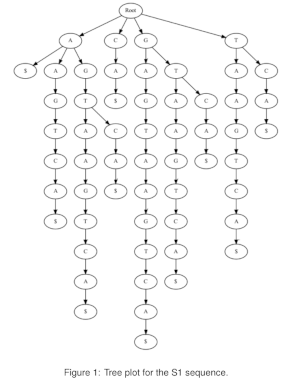 Root
A C G T
$ A G A A T A C
G T $ G A C A A
T A C T A A G $
C A A A G $ T
A G $ A T C
$ T G C A
C T A $
A C $
$ A
$
Figure 1: Tree plot for the S1 sequence.